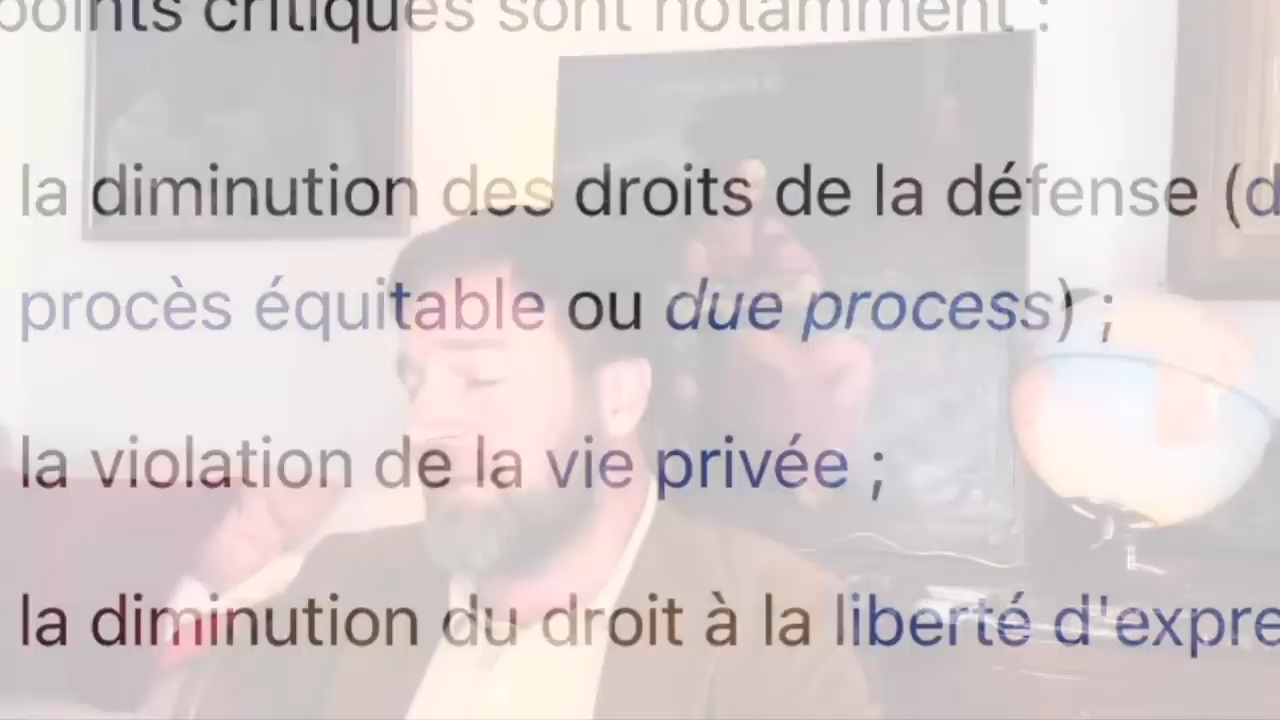 points critiques sont notamment :
la diminution des droits de la défense (d
procès équitable ou due process) ;
la violation de la vie privée ;
la diminution du droit à la liberté d'expre